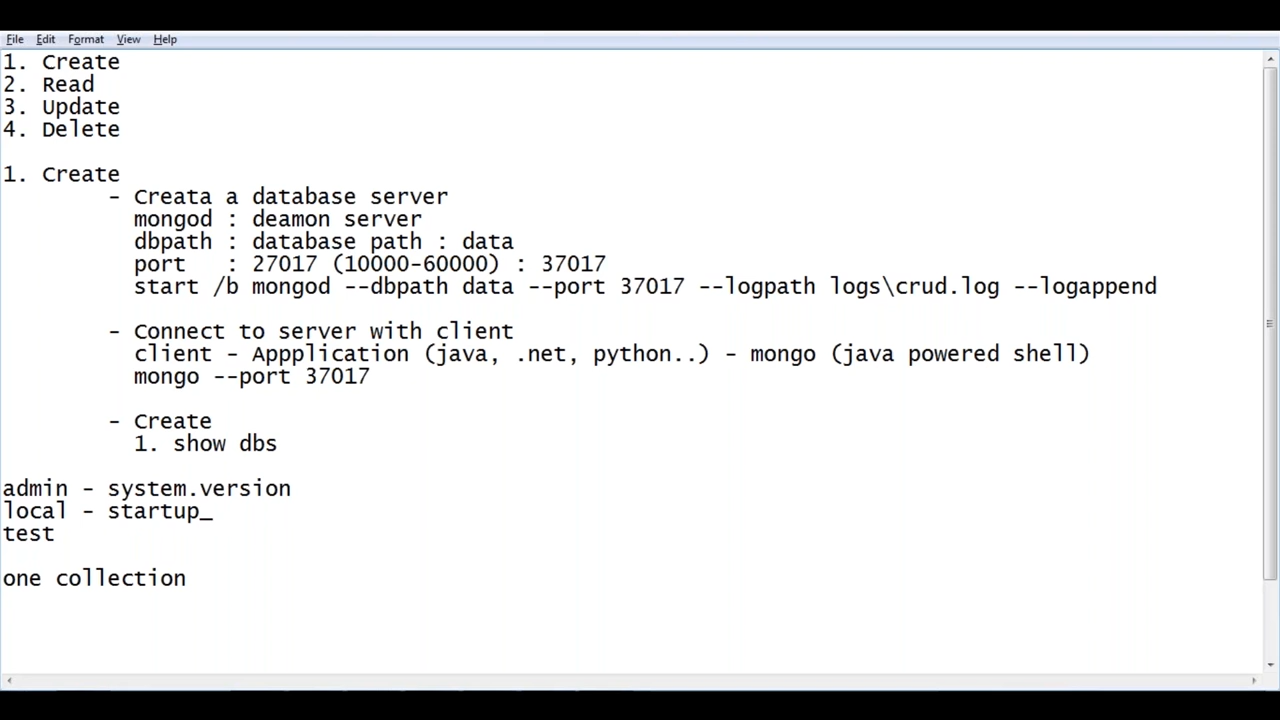 File Edit Format View Help
1. Create
2. Read
3. Update
4. Delete
1. Create
- Creata a database server
mongod : deamon server
dbpath : database path : data
port : 27017 (10000-60000) : 37017
start /b mongod --dbpath data --port 37017 --logpath logs\crud.log --logappend
- Connect to server with client
client - Appplication (java, .net, python..) - mongo (java powered shell)
mongo --port 37017
- Create
1. show dbs
admin - system.version
local - startup_
test
one collection